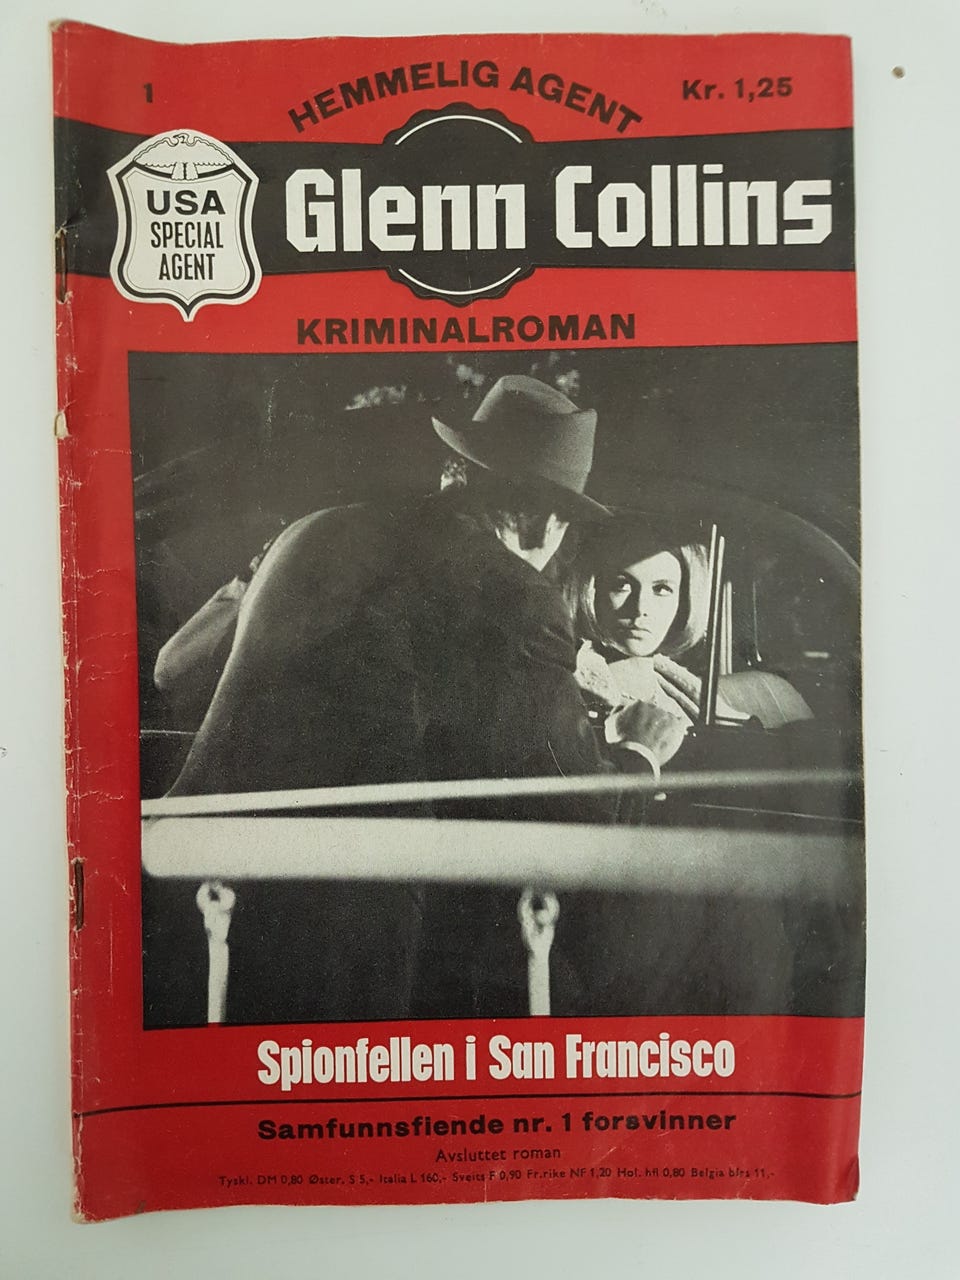 1
HEMMELIG AGENT
Kr. 1,25
USA
SPECIAL
AGENT
Glenn Collins
KRIMINALROMAN
Spionfellen i San Francisco
Samfunnsfiende nr. 1 forsvinner
Avsluttet roman
Tyskl. DM 0,80 Øster. S 5,- Italia L 160,- Sveits F 0,90 Fr.rike NF 1,20 Hol. hfl 0,80 Belgia bfrs 11,-